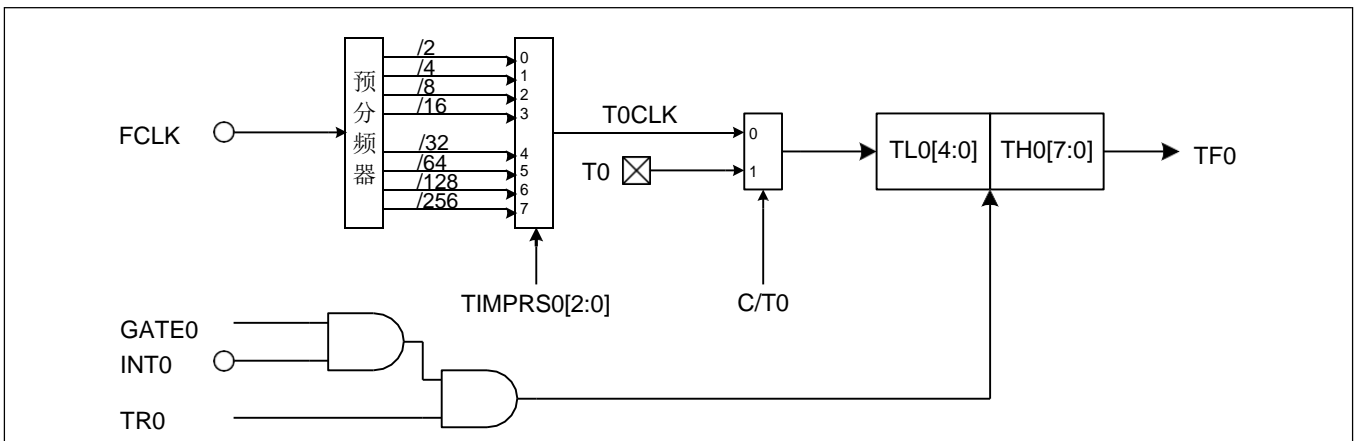 FCLK
预
分
频
器
/2
/4
/8
/16
/32
/64
/128
/256
0
1
2
3
4
5
6
7
TIMPRS0[2:0]
T0CLK
T0
0
1
C/T0
TL0[4:0]
TH0[7:0]
TF0
GATE0
INT0
TR0